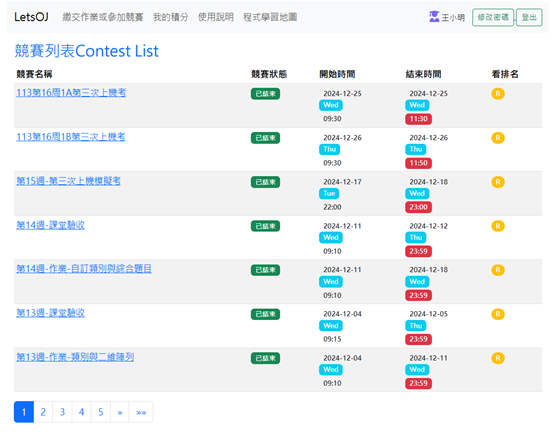 LetsOJ 繳交作業或參加競賽 我的積分 使用說明 程式學習地圖 王小明 修改密碼 登出
競賽列表Contest List
競賽名稱 競賽狀態 開始時間 結束時間 看排名
113第16周1A第三次上機考 已結束 2024-12-25 2024-12-25 R
Wed Wed
09:30 11:30
113第16周1B第三次上機考 已結束 2024-12-26 2024-12-26 R
Thu Thu
09:30 11:50
第15週-第三次上機模擬考 已結束 2024-12-17 2024-12-18 R
Tue Wed
22:00 23:00
第14週-課堂驗收 已結束 2024-12-11 2024-12-12 R
Wed Thu
09:10 23:59
第14週-作業-自訂類別與綜合題目 已結束 2024-12-11 2024-12-18 R
Wed Wed
09:10 23:59
第13週-課堂驗收 已結束 2024-12-04 2024-12-05 R
Wed Thu
09:15 23:59
第13週-作業-類別與二維陣列 已結束 2024-12-04 2024-12-11 R
Wed Wed
09:10 23:59
1 2 3 4 5 » »»